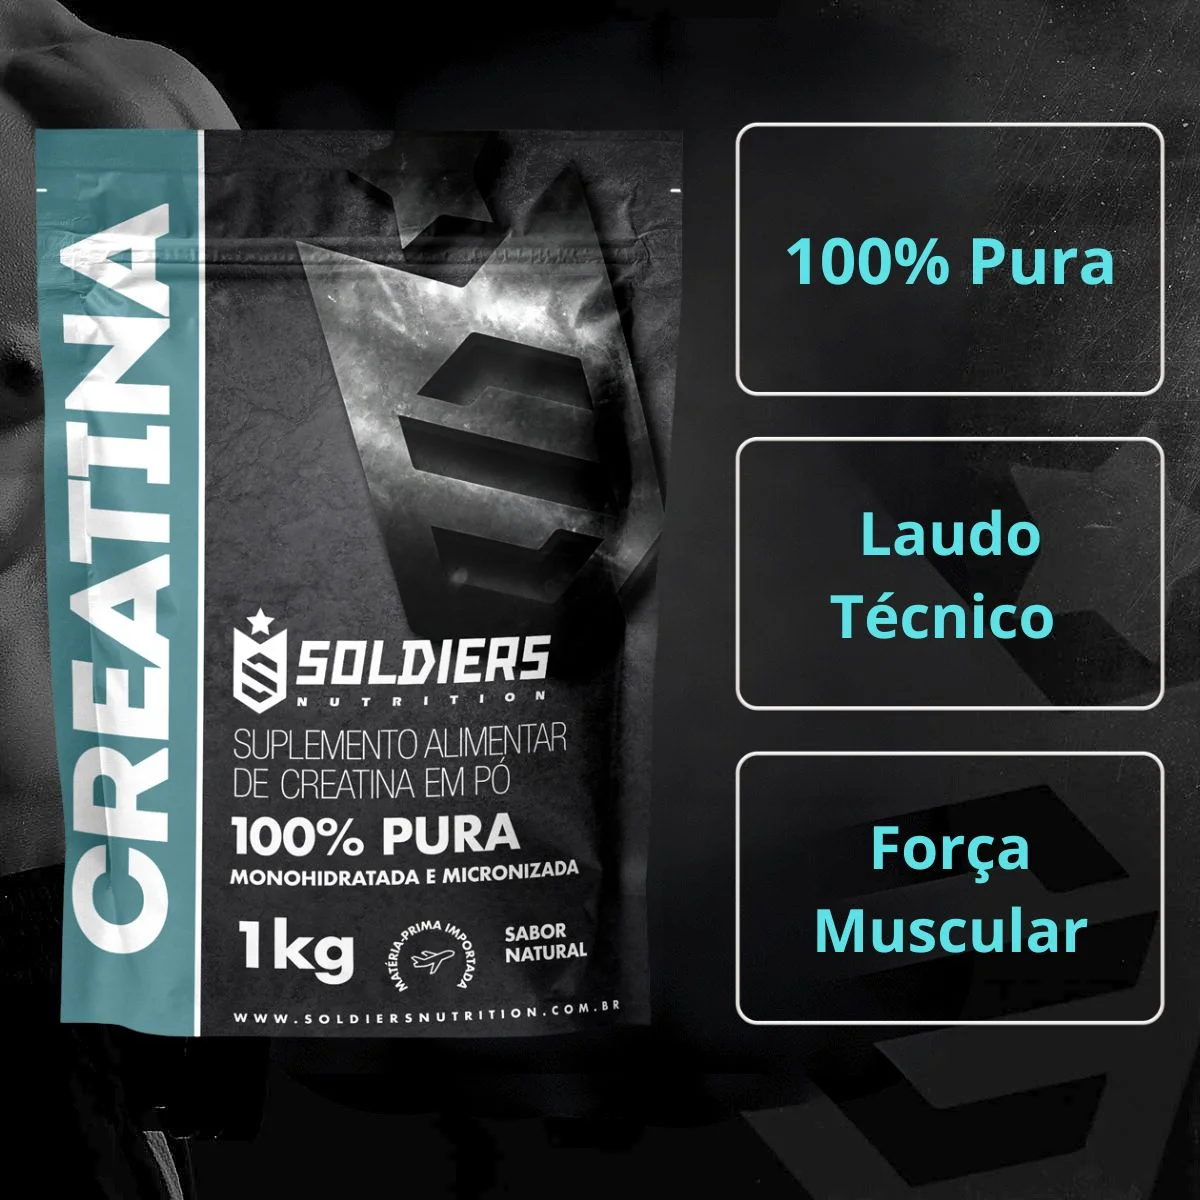 CREATINA
SOLDIERS
NUTRITION
SUPLEMENTO ALIMENTAR
DE CREATINA EM PÓ
100% PURA
MONOHIDRATADA E MICRONIZADA
1kg
MATÉRIA-PRIMA IMPORTADA
SABOR
NATURAL
WWW.SOLDIERSNUTRITION.COM.BR
100% Pura
Laudo
Técnico
Força
Muscular